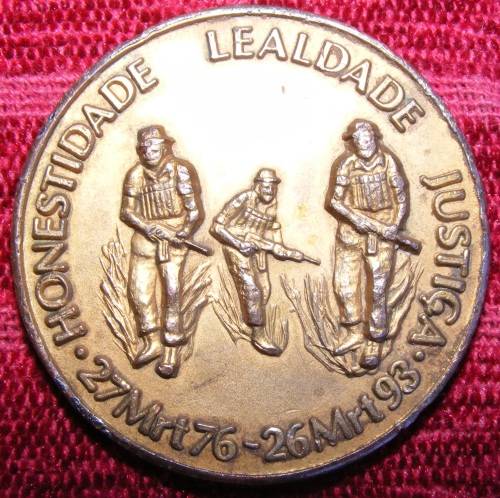 HONESTIDADE LEALDADE JUSTIÇA
27Mrt76-26Mrt93